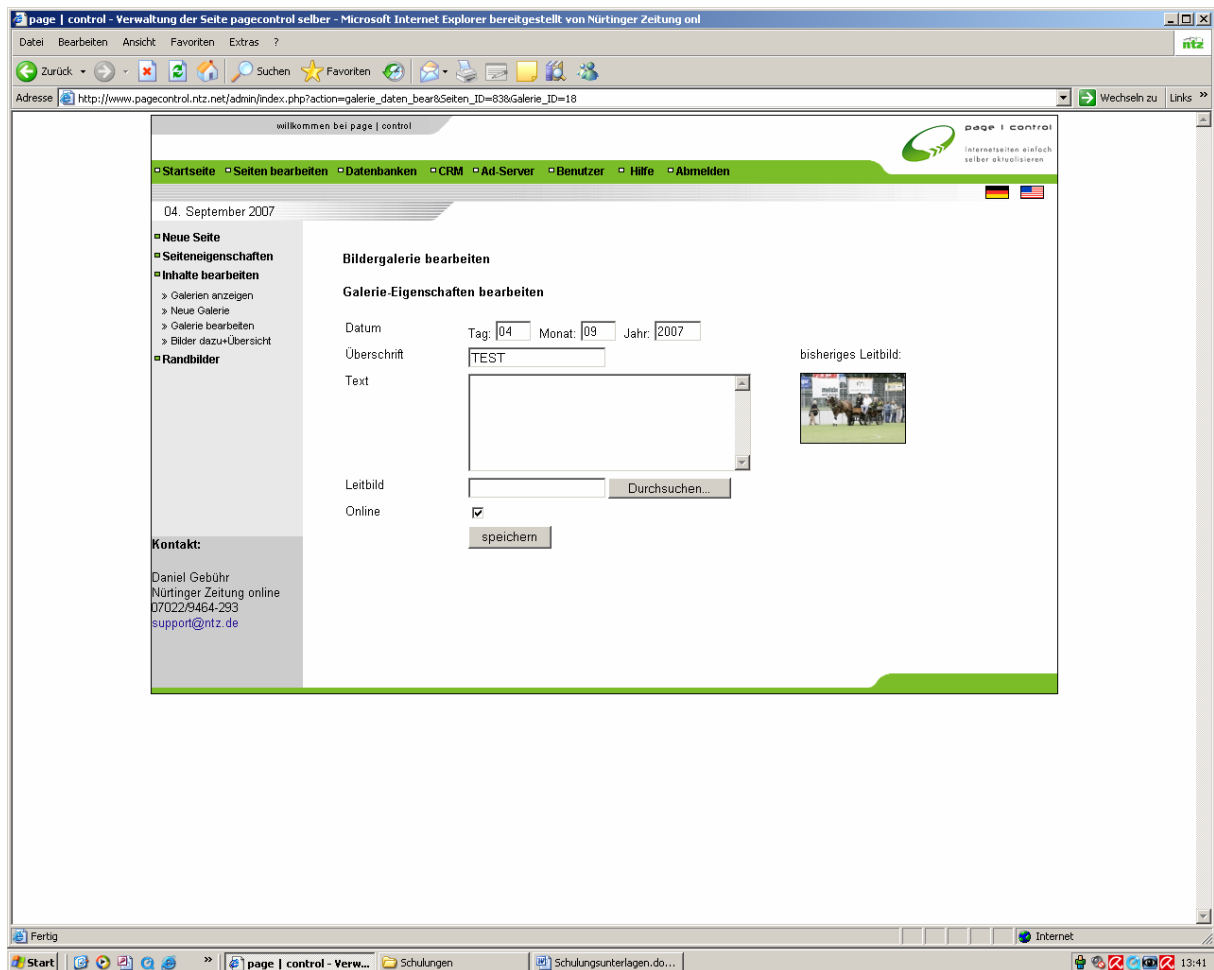 page | control - Verwaltung der Seite pagecontrol selber - Microsoft Internet Explorer bereitgestellt von Nürtinger Zeitung onl
Datei Bearbeiten Ansicht Favoriten Extras ?
ntz
Zurück Suchen Favoriten
Adresse http://www.pagecontrol.ntz.net/admin/index.php?action=galerie_daten_bear&Seiten_ID=83&Galerie_ID=18 Wechseln zu Links »
willkommen bei page | control
page | control
Internetseiten einfach
selber aktualisieren
Startseite Seiten bearbeiten Datenbanken CRM Ad-Server Benutzer Hilfe Abmelden
04. September 2007
Neue Seite
Seiteneigenschaften
Inhalte bearbeiten
» Galerien anzeigen
» Neue Galerie
» Galerie bearbeiten
» Bilder dazu+Übersicht
Randbilder
Bildergalerie bearbeiten
Galerie-Eigenschaften bearbeiten
Datum Tag: 04 Monat: 09 Jahr: 2007
Überschrift TEST bisheriges Leitbild:
Text
Leitbild Durchsuchen...
Online
speichern
Kontakt:
Daniel Gebühr
Nürtinger Zeitung online
07022/9464-293
support@ntz.de
Fertig Internet
Start » page | control - Verw... Schulungen Schulungsunterlagen.do... 13:41